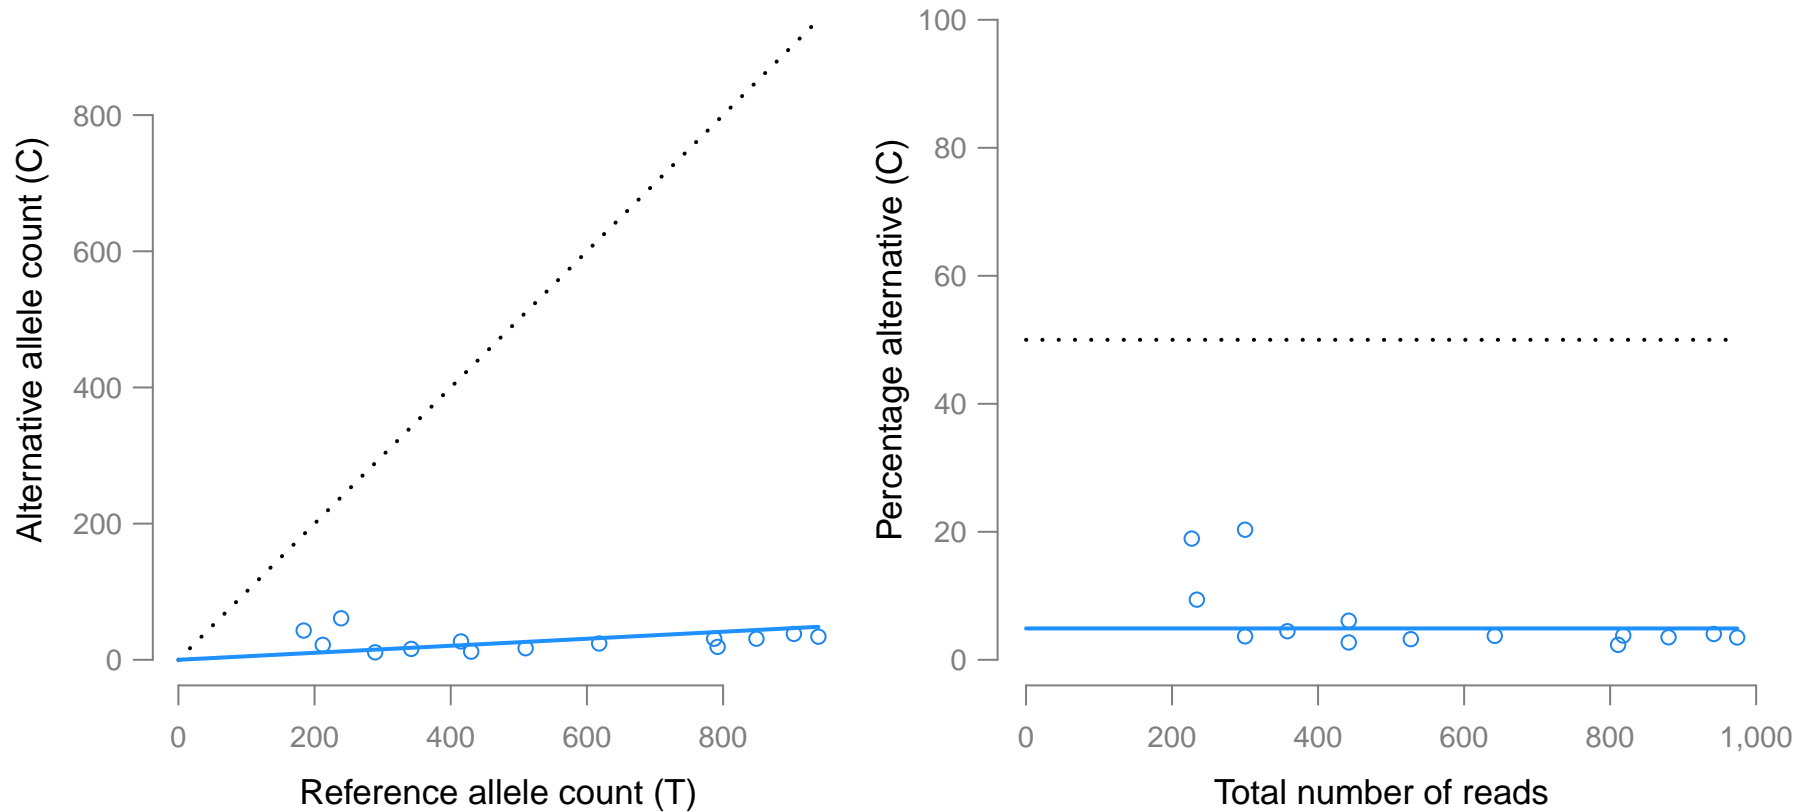 Alternative allele count (C)
800
600
400
200
0
0 200 400 600 800
Reference allele count (T)
Percentage alternative (C)
100
80
60
40
20
0
0 200 400 600 800 1,000
Total number of reads